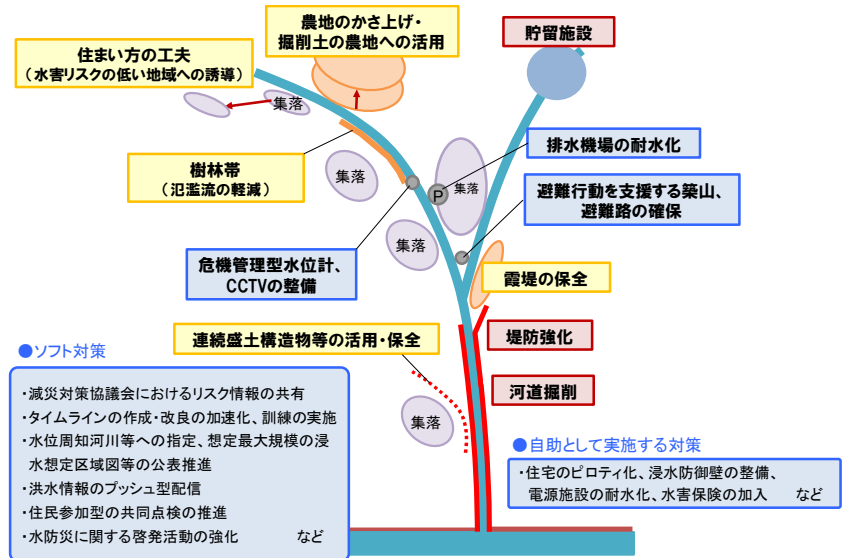 農地のかさ上げ・
掘削土の農地への活用
貯留施設
住まい方の工夫
（水害リスクの低い地域への誘導）
集落
排水機場の耐水化
樹林帯
（氾濫流の軽減）
集落
P
集落
避難行動を支援する築山、
避難路の確保
集落
危機管理型水位計、
CCTVの整備
霞堤の保全
連続盛土構造物等の活用・保全
堤防強化
河道掘削
集落
●ソフト対策
・減災対策協議会におけるリスク情報の共有
・タイムラインの作成・改良の加速化、訓練の実施
・水位周知河川等への指定、想定最大規模の浸
水想定区域図等の公表推進
・洪水情報のプッシュ型配信
・住民参加型の共同点検の推進
・水防災に関する啓発活動の強化　　　など
●自助として実施する対策
・住宅のピロティ化、浸水防御壁の整備、
電源施設の耐水化、水害保険の加入　　など